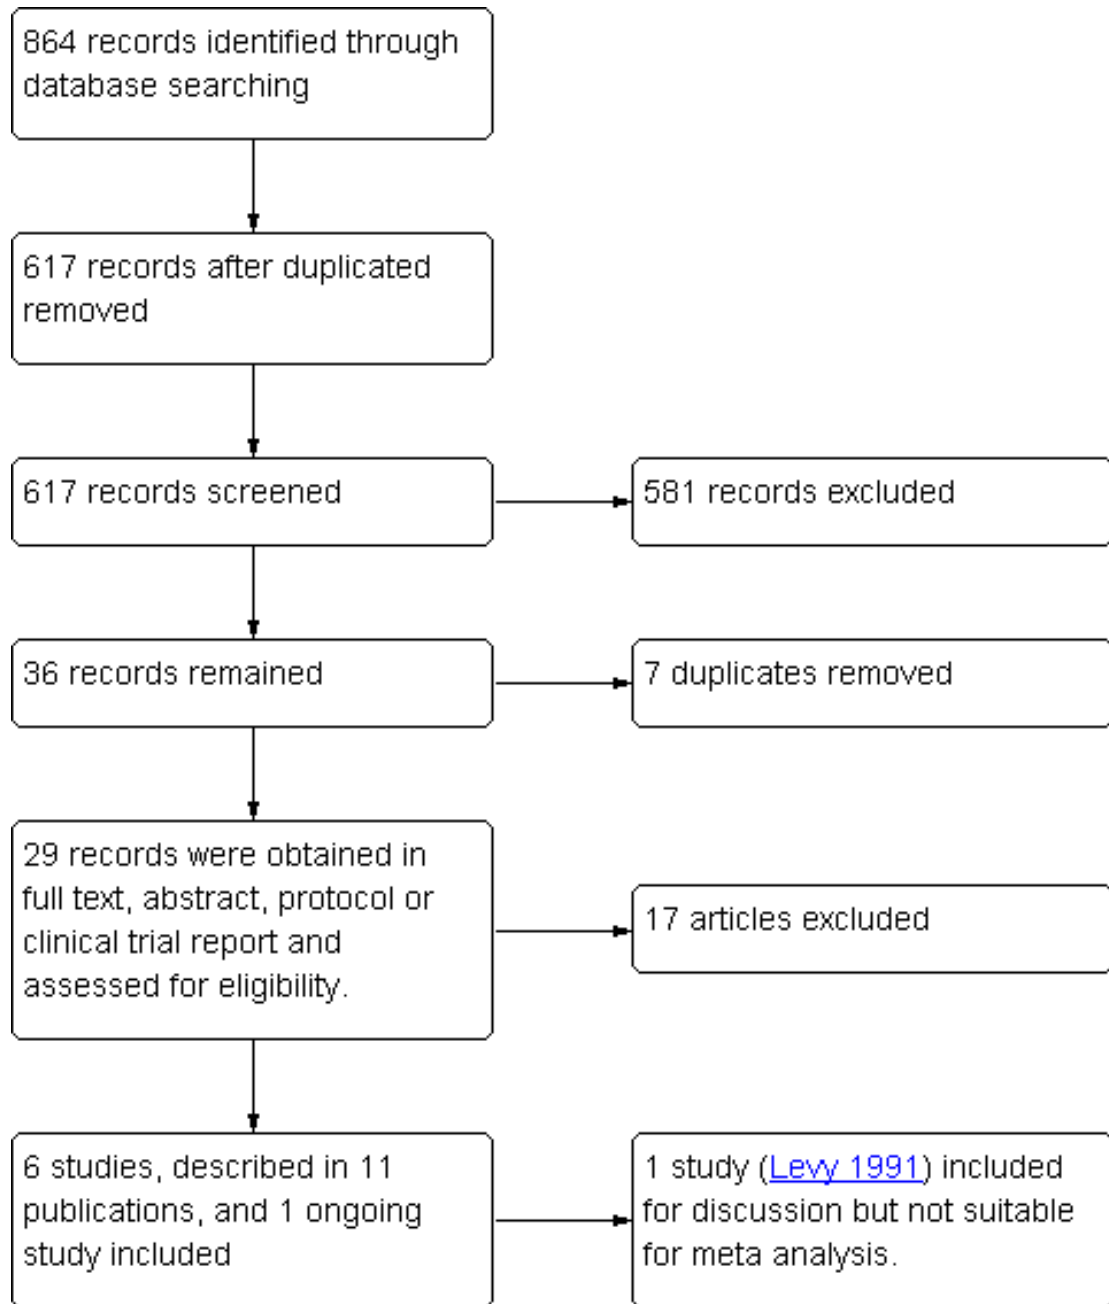 864 records identified through
database searching
617 records after duplicated
removed
617 records screened
581 records excluded
36 records remained
7 duplicates removed
29 records were obtained in
full text, abstract, protocol or
clinical trial report and
assessed for eligibility.
17 articles excluded
6 studies, described in 11
publications, and 1 ongoing
study included
1 study (Levy 1991) included
for discussion but not suitable
for meta analysis.